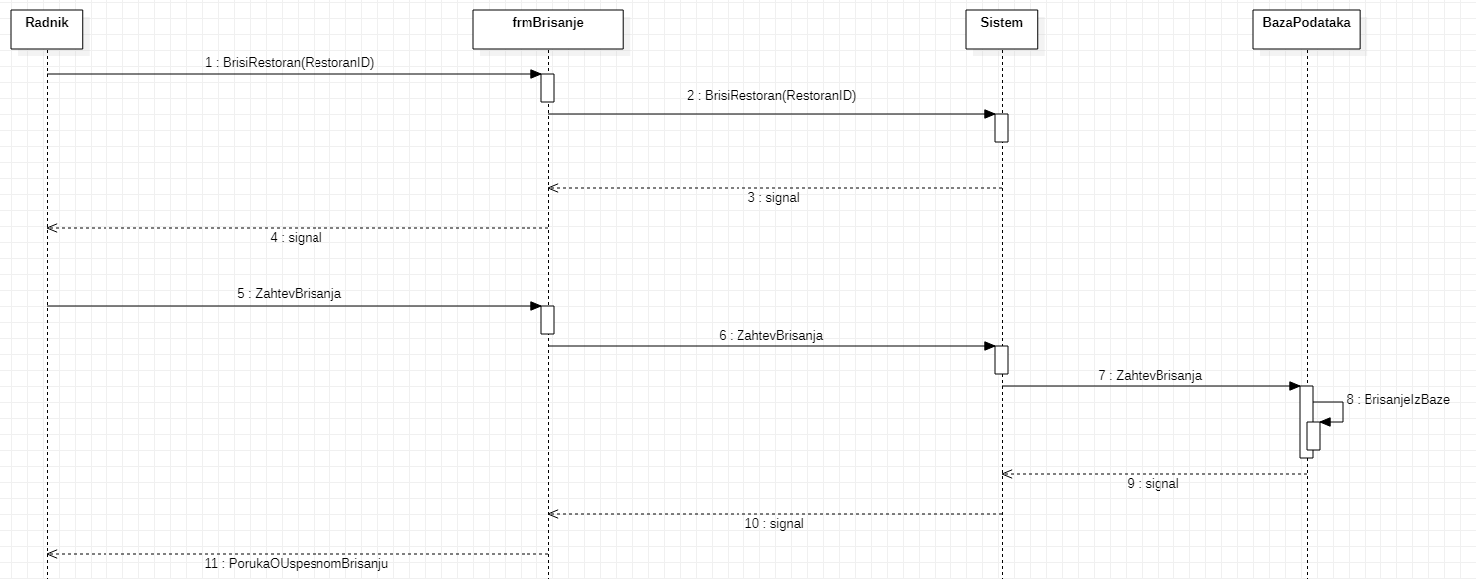 Radnik
frmBrisanje
Sistem
BazaPodataka
1 : BrisiRestoran(RestoranID)
2 : BrisiRestoran(RestoranID)
3 : signal
4 : signal
5 : ZahtevBrisanja
6 : ZahtevBrisanja
7 : ZahtevBrisanja
8 : BrisanjeIzBaze
9 : signal
10 : signal
11 : PorukaOUspesnomBrisanju